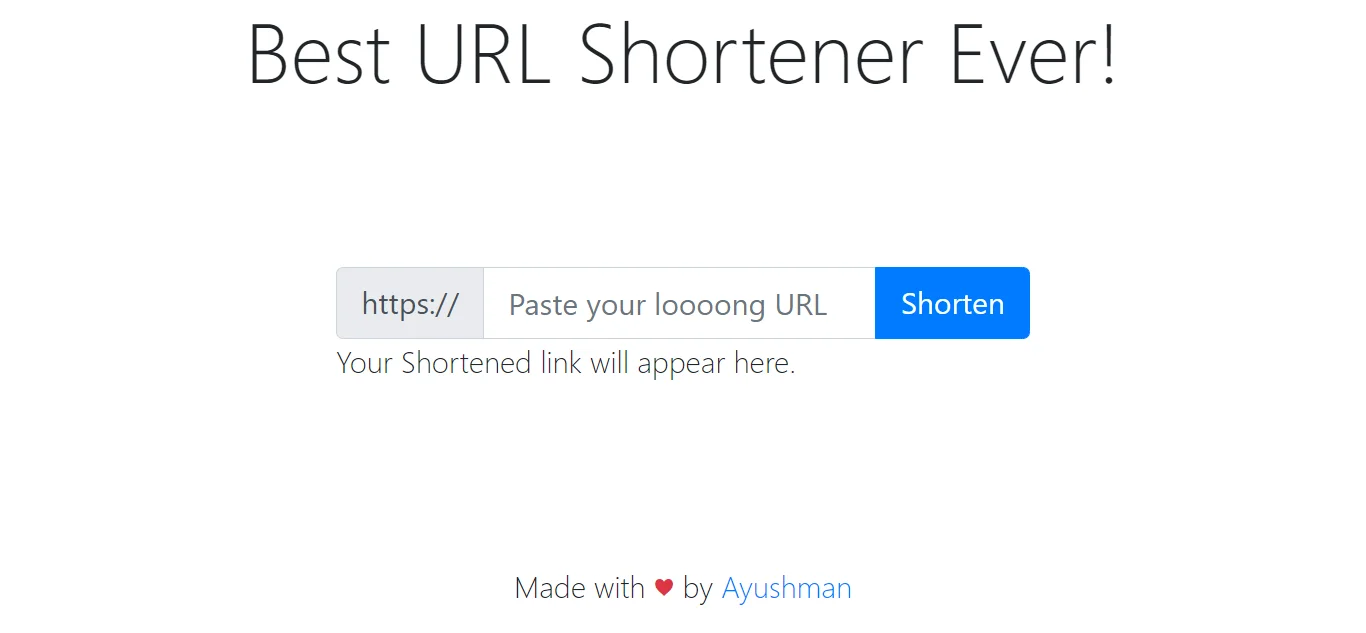 Best URL Shortener Ever!
https:// Paste your loooong URL Shorten
Your Shortened link will appear here.
Made with ♥ by Ayushman